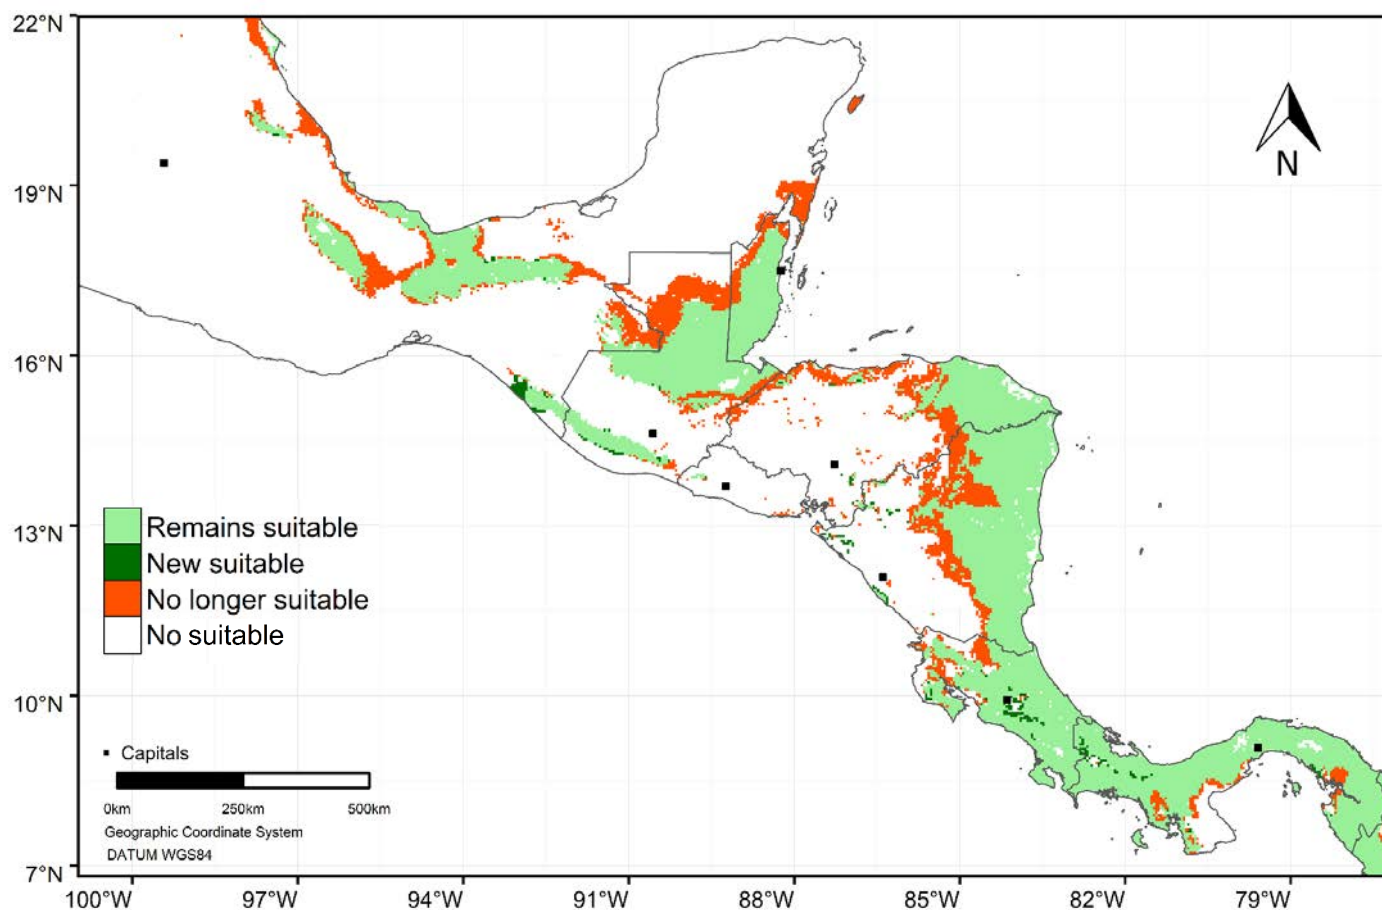 22°N
19°N
16°N
13°N
10°N
7°N
N
Remains suitable
New suitable
No longer suitable
No suitable
Capitals
0km 250km 500km
Geographic Coordinate System
DATUM WGS84
100°W 97°W 94°W 91°W 88°W 85°W 82°W 79°W